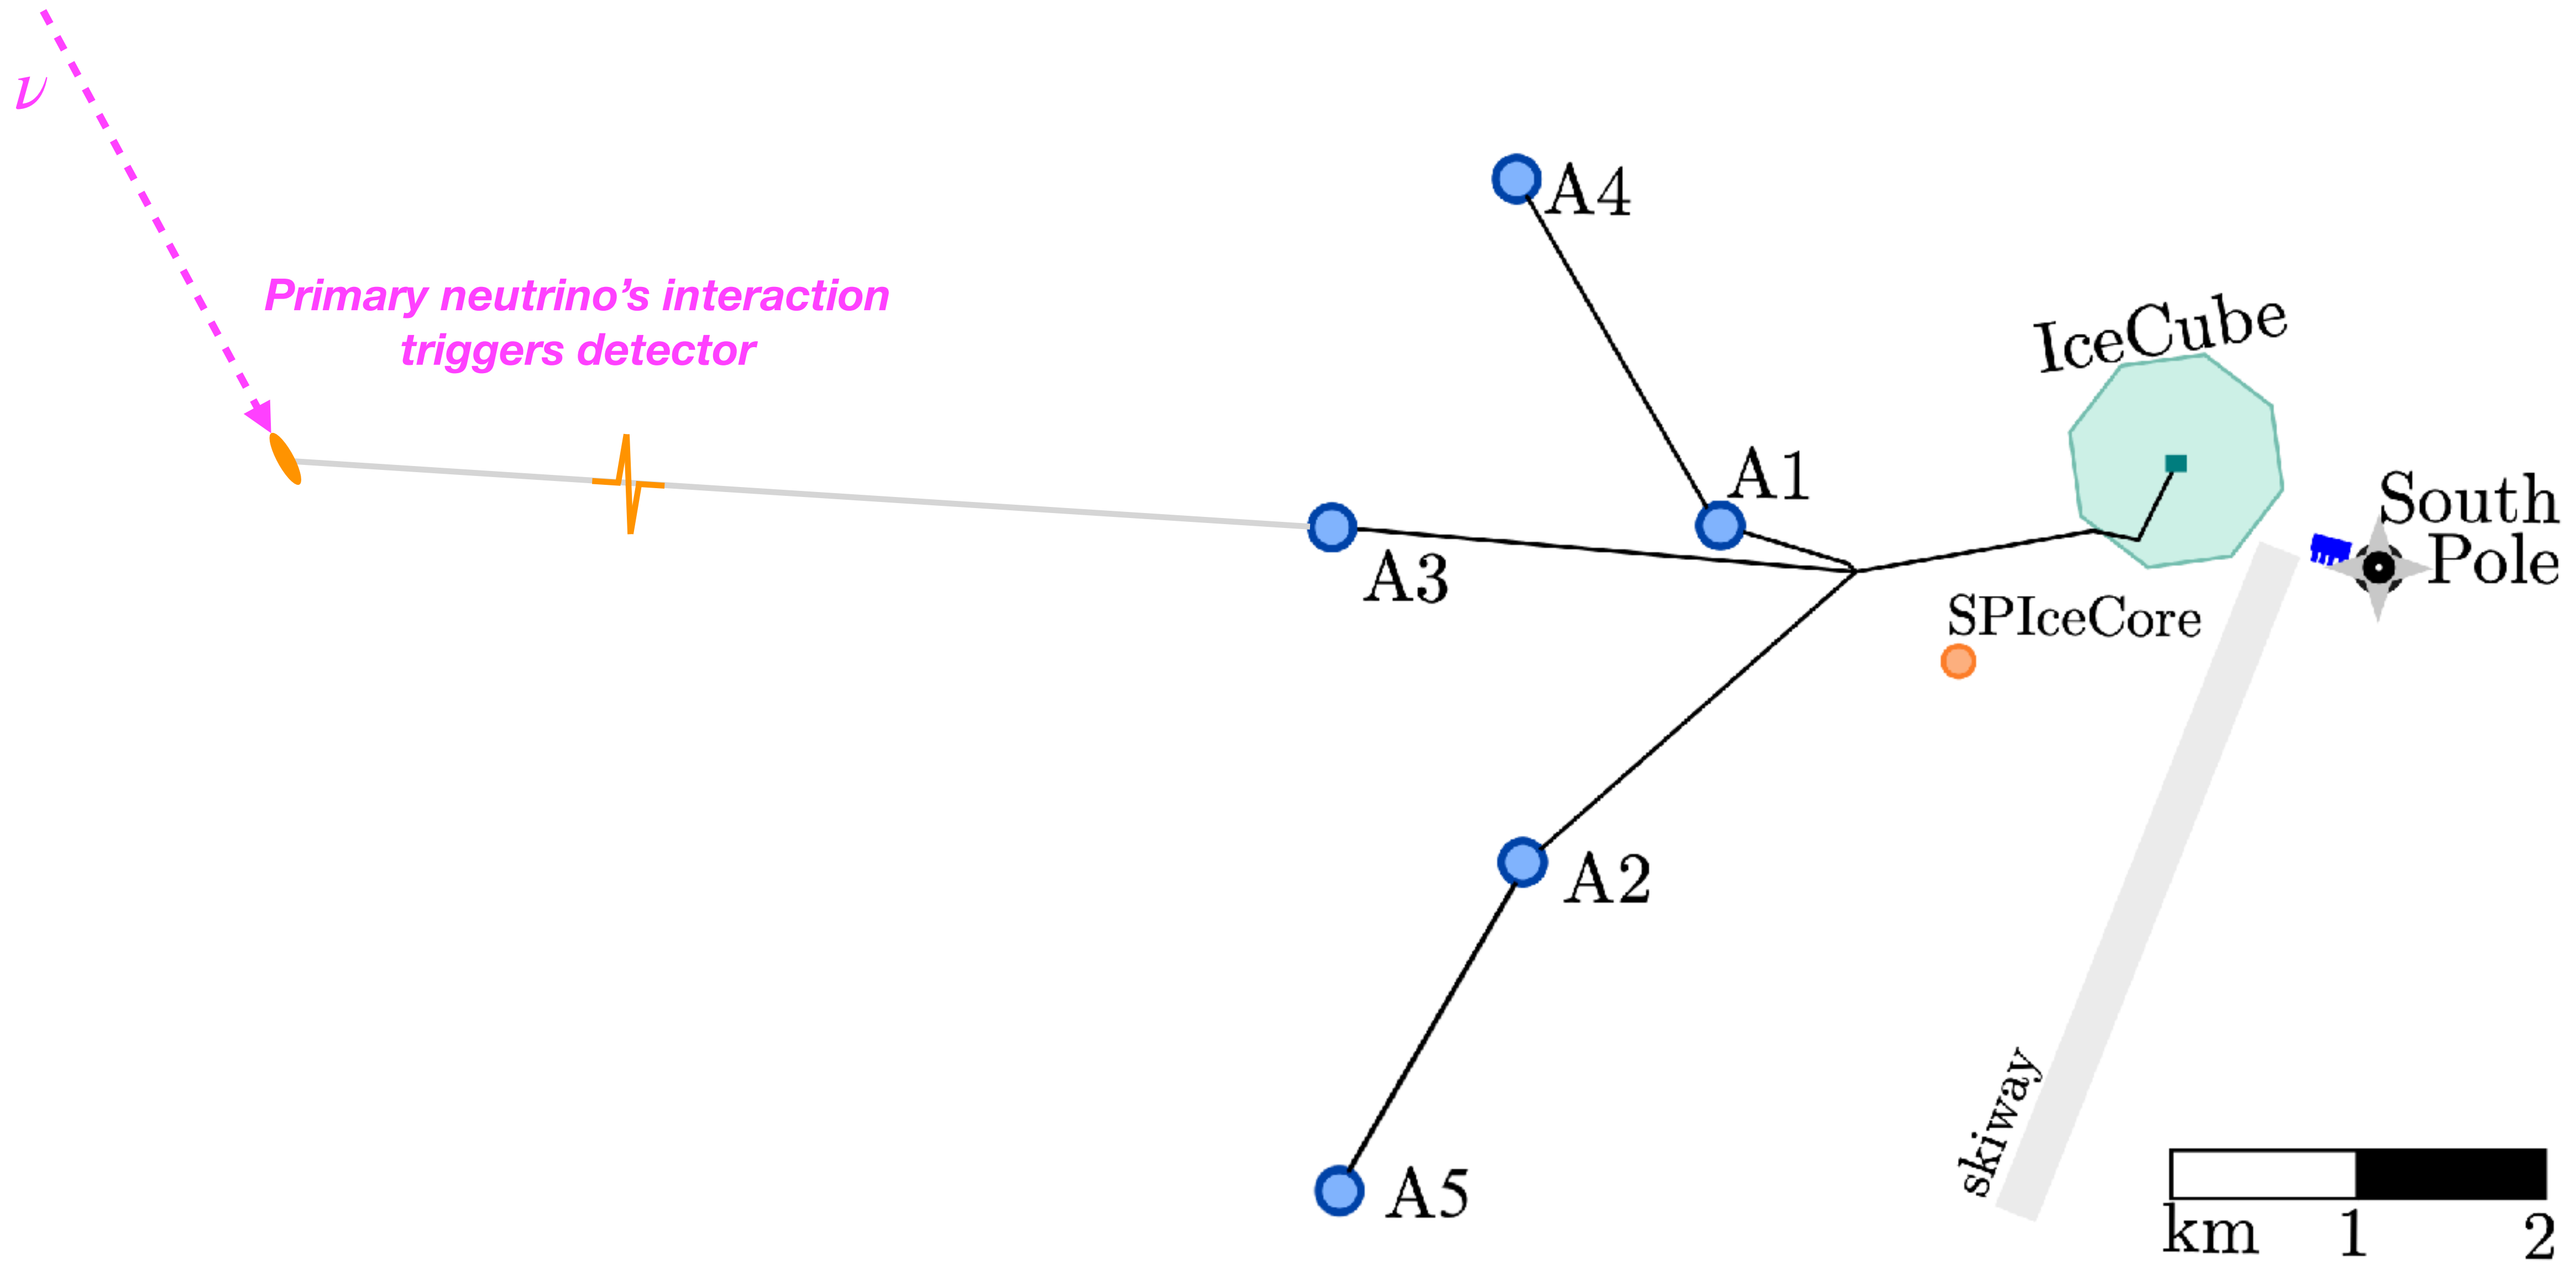 ν
Primary neutrino’s interaction
triggers detector
A4
IceCube
A1
South
Pole
A3
SPIceCore
A2
skiway
A5
km 1 2